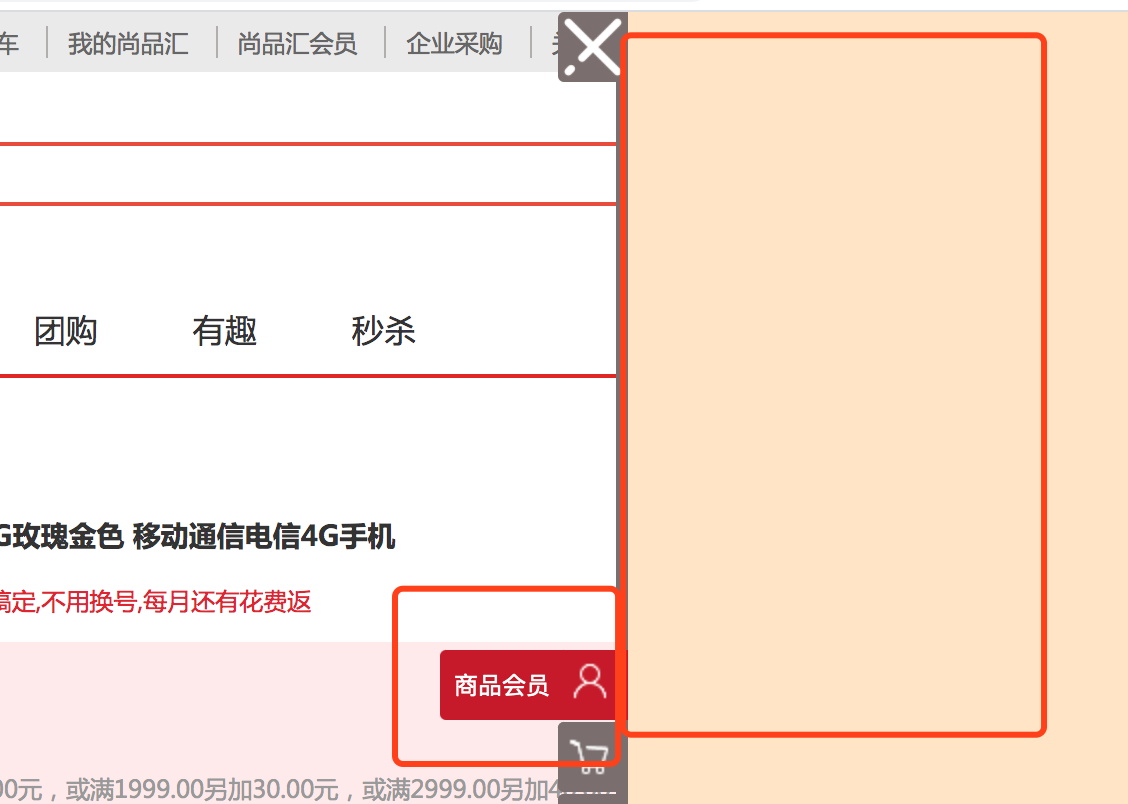 车 我的尚品汇 尚品汇会员 企业采购
团购 有趣 秒杀
G玫瑰金色 移动通信电信4G手机
搞定,不用换号,每月还有花费返
商品会员
00元，或满1999.00另加30.00元，或满2999.00另加40.00